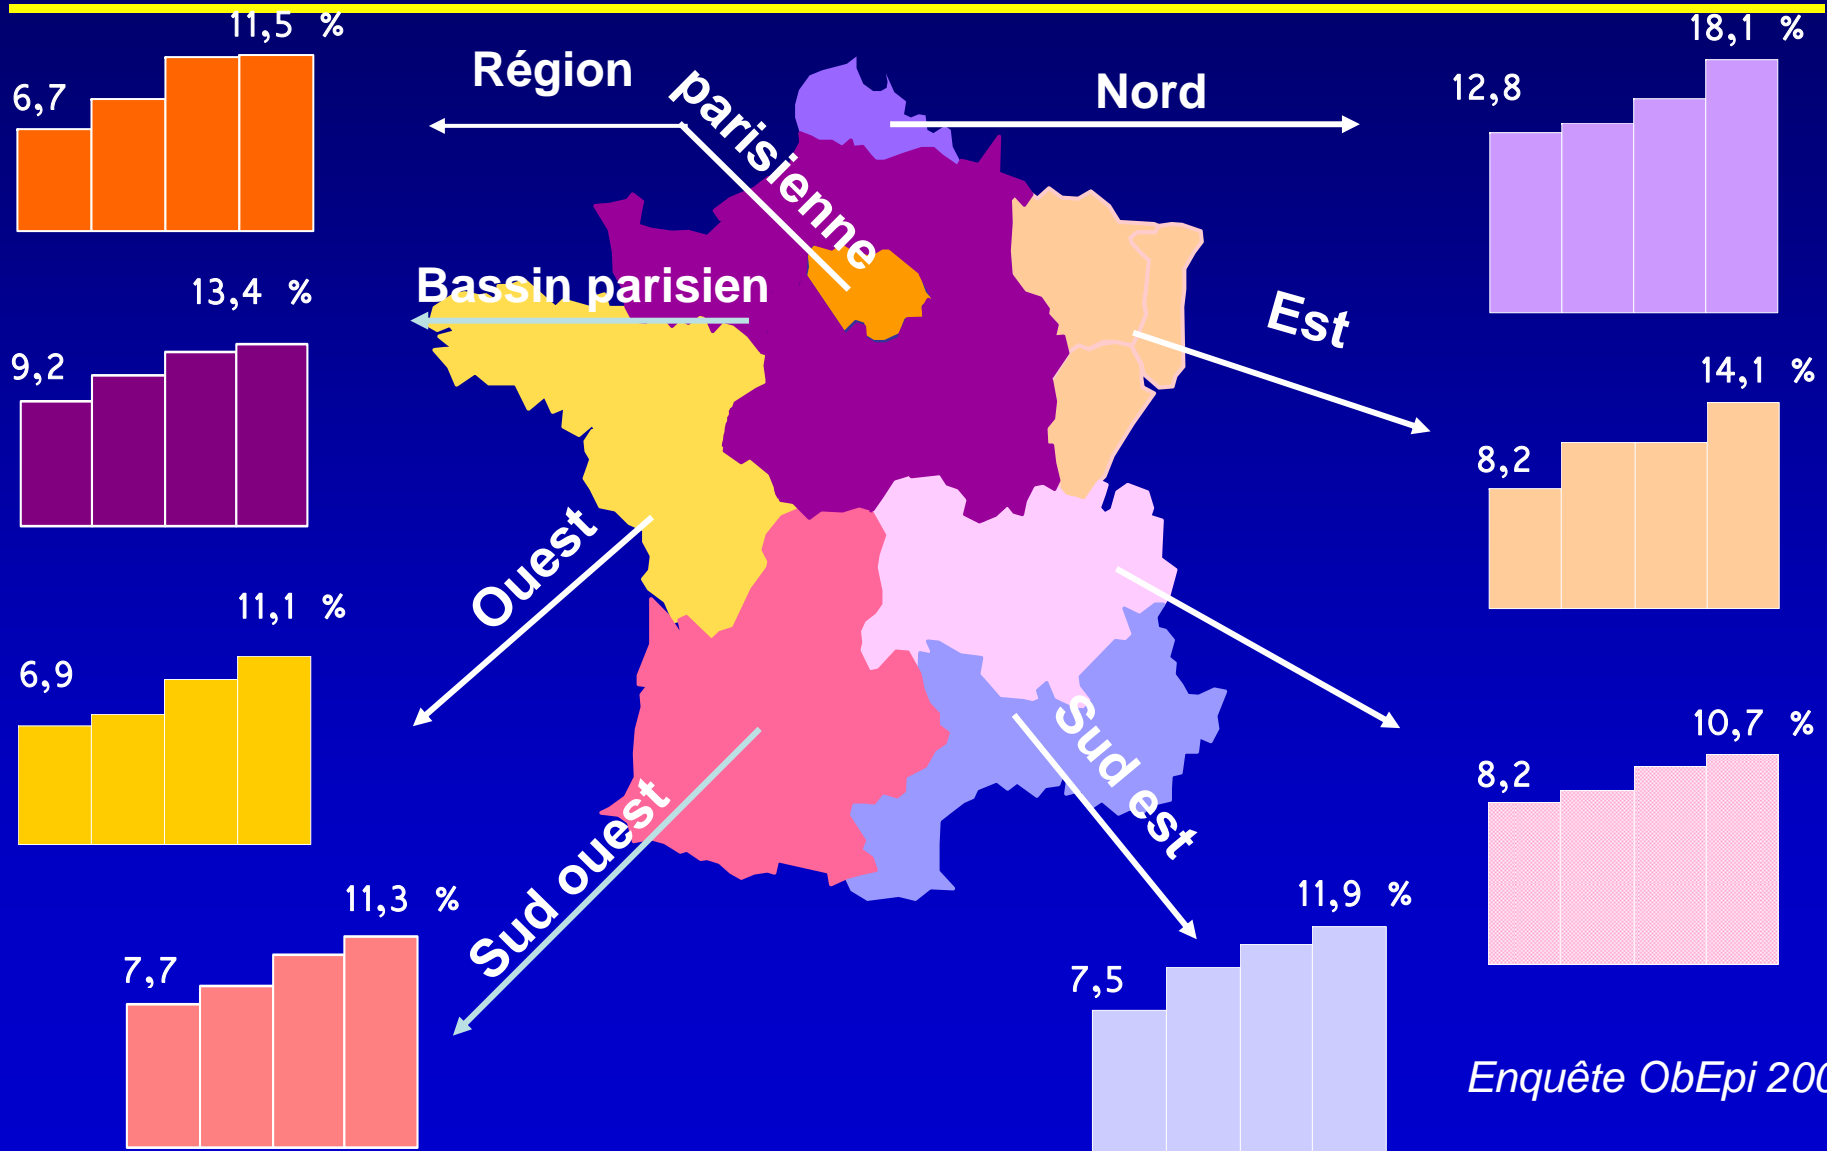 11,5 %
6,7
Région
parisienne
Nord
18,1 %
12,8
Bassin parisien
13,4 %
9,2
Est
14,1 %
8,2
Ouest
11,1 %
6,9
Sud est
10,7 %
8,2
Sud ouest
11,3 %
7,7
11,9 %
7,5
Enquête ObEpi